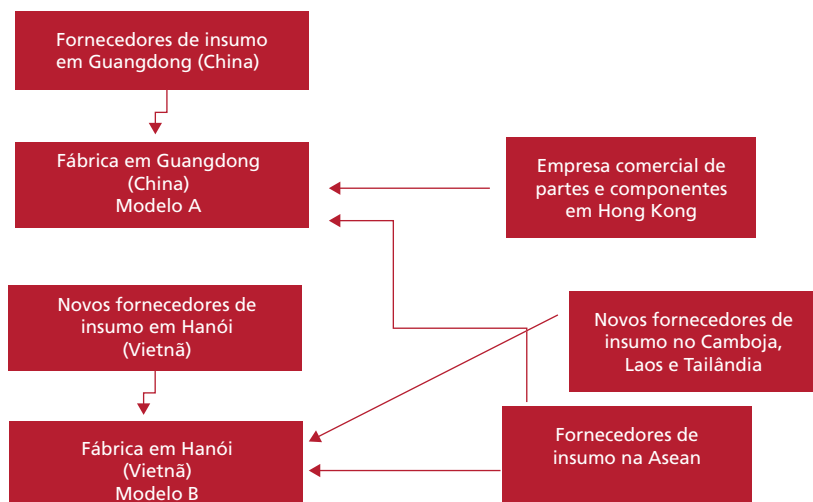 Fornecedores de insumo
em Guangdong (China)
Fábrica em Guangdong
(China)
Modelo A
Empresa comercial de
partes e componentes
em Hong Kong
Novos fornecedores de
insumo em Hanói
(Vietnã)
Novos fornecedores de
insumo no Camboja,
Laos e Tailândia
Fábrica em Hanói
(Vietnã)
Modelo B
Fornecedores de
insumo na Asean